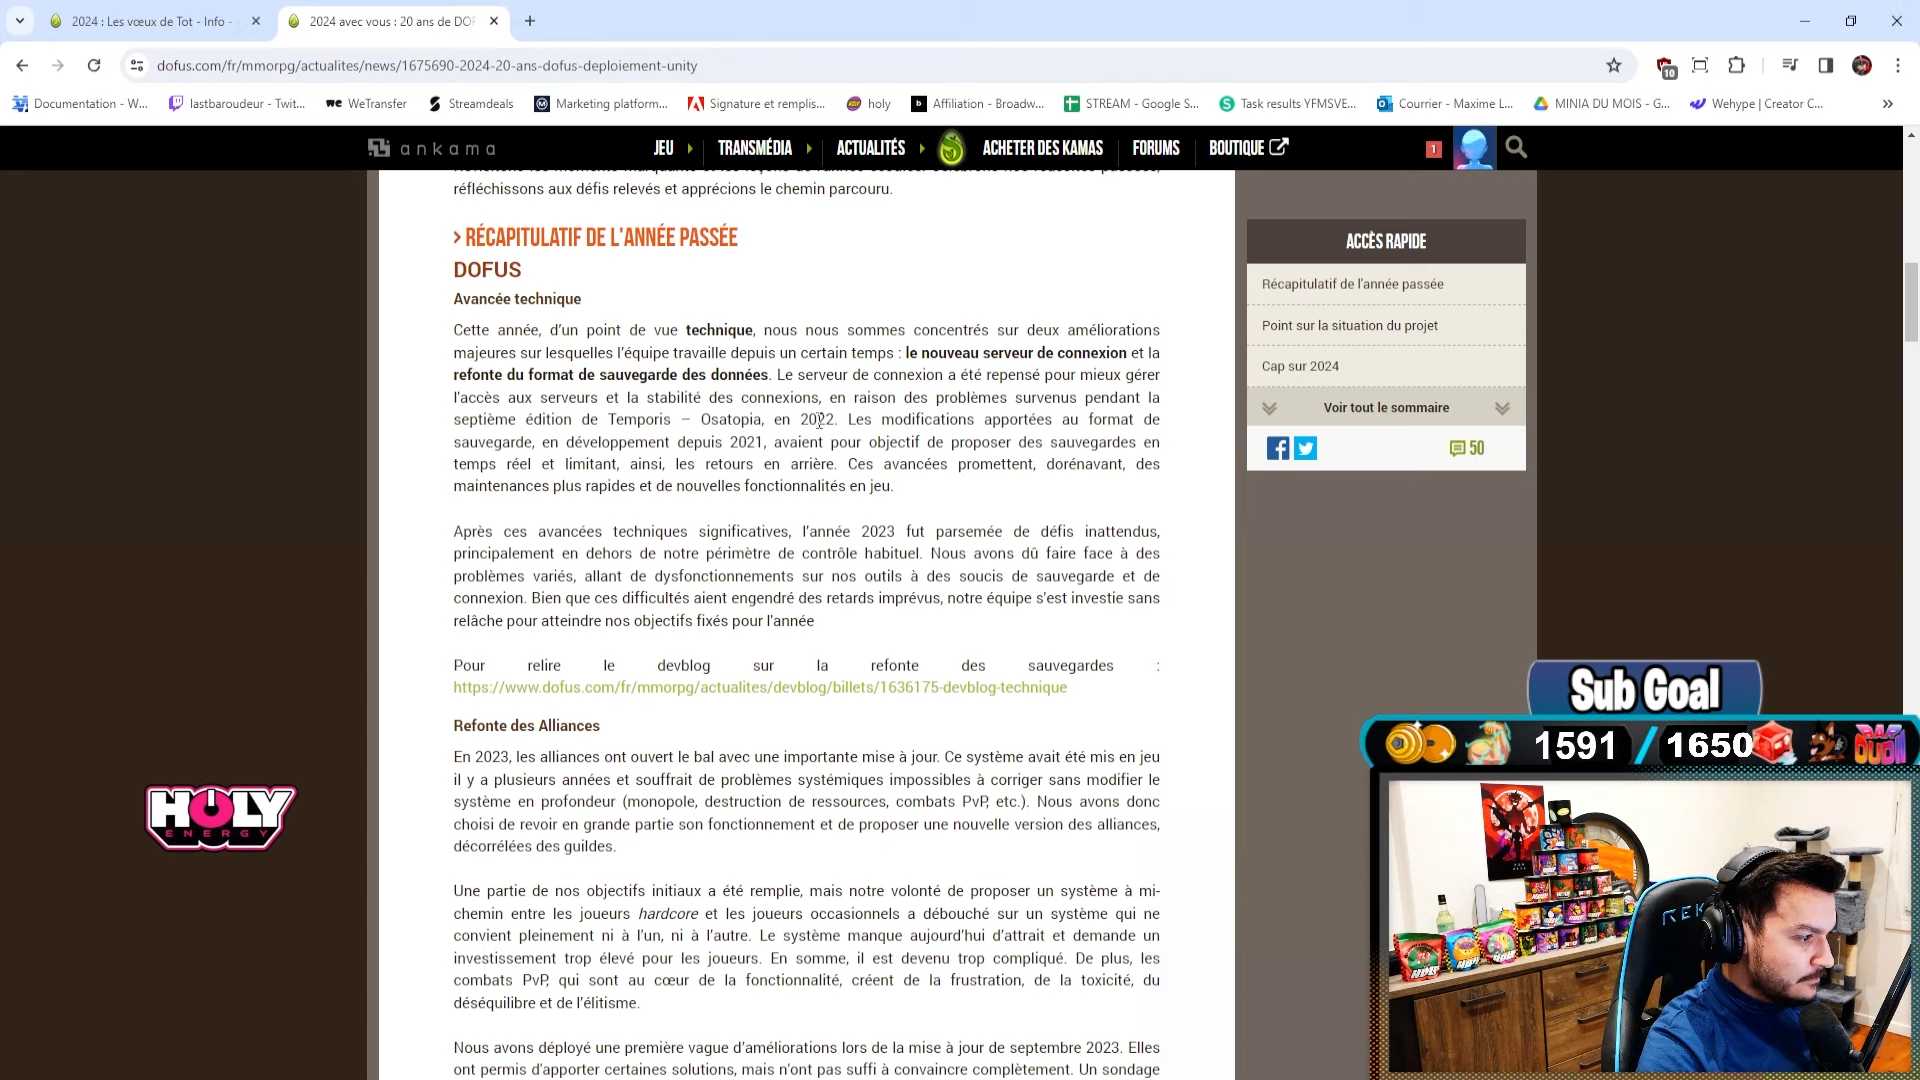 2024 : Les vœux de Tot - Info -
2024 avec vous : 20 ans de DOF
dofus.com/fr/mmorpg/actualites/news/1675690-2024-20-ans-dofus-deploiement-unity
10
Documentation - W...
lastbaroudeur - Twit...
WeTransfer
Streamdeals
Marketing platform...
Signature et remplis...
holy
Affiliation - Broadw...
STREAM - Google S...
Task results YFMSVE...
Courrier - Maxime L...
MINIA DU MOIS - G...
Wehype | Creator C...
ankama
JEU
TRANSMÉDIA
ACTUALITÉS
ACHETER DES KAMAS
FORUMS
BOUTIQUE
1
réfléchissons aux défis relevés et apprécions le chemin parcouru.
> RÉCAPITULATIF DE L'ANNÉE PASSÉE
DOFUS
Avancée technique
Cette année, d'un point de vue technique, nous nous sommes concentrés sur deux améliorations
majeures sur lesquelles l'équipe travaille depuis un certain temps : le nouveau serveur de connexion et la
refonte du format de sauvegarde des données. Le serveur de connexion a été repensé pour mieux gérer
l'accès aux serveurs et la stabilité des connexions, en raison des problèmes survenus pendant la
septième édition de Temporis – Osatopia, en 2022. Les modifications apportées au format de
sauvegarde, en développement depuis 2021, avaient pour objectif de proposer des sauvegardes en
temps réel et limitant, ainsi, les retours en arrière. Ces avancées promettent, dorénavant, des
maintenances plus rapides et de nouvelles fonctionnalités en jeu.
Après ces avancées techniques significatives, l'année 2023 fut parsemée de défis inattendus,
principalement en dehors de notre périmètre de contrôle habituel. Nous avons dû faire face à des
problèmes variés, allant de dysfonctionnements sur nos outils à des soucis de sauvegarde et de
connexion. Bien que ces difficultés aient engendré des retards imprévus, notre équipe s'est investie sans
relâche pour atteindre nos objectifs fixés pour l'année
Pour relire le devblog sur la refonte des sauvegardes :
https://www.dofus.com/fr/mmorpg/actualites/devblog/billets/1636175-devblog-technique
Refonte des Alliances
En 2023, les alliances ont ouvert le bal avec une importante mise à jour. Ce système avait été mis en jeu
il y a plusieurs années et souffrait de problèmes systémiques impossibles à corriger sans modifier le
système en profondeur (monopole, destruction de ressources, combats PvP, etc.). Nous avons donc
choisi de revoir en grande partie son fonctionnement et de proposer une nouvelle version des alliances,
décorrélées des guildes.
Une partie de nos objectifs initiaux a été remplie, mais notre volonté de proposer un système à mi-
chemin entre les joueurs hardcore et les joueurs occasionnels a débouché sur un système qui ne
convient pleinement ni à l'un, ni à l'autre. Le système manque aujourd'hui d'attrait et demande un
investissement trop élevé pour les joueurs. En somme, il est devenu trop compliqué. De plus, les
combats PvP, qui sont au cœur de la fonctionnalité, créent de la frustration, de la toxicité, du
déséquilibre et de l'élitisme.
Nous avons déployé une première vague d'améliorations lors de la mise à jour de septembre 2023. Elles
ont permis d'apporter certaines solutions, mais n'ont pas suffi à convaincre complètement. Un sondage
ACCÈS RAPIDE
Récapitulatif de l'année passée
Point sur la situation du projet
Cap sur 2024
Voir tout le sommaire
50
HOLY
ENERGY
Sub Goal
1591 / 1650